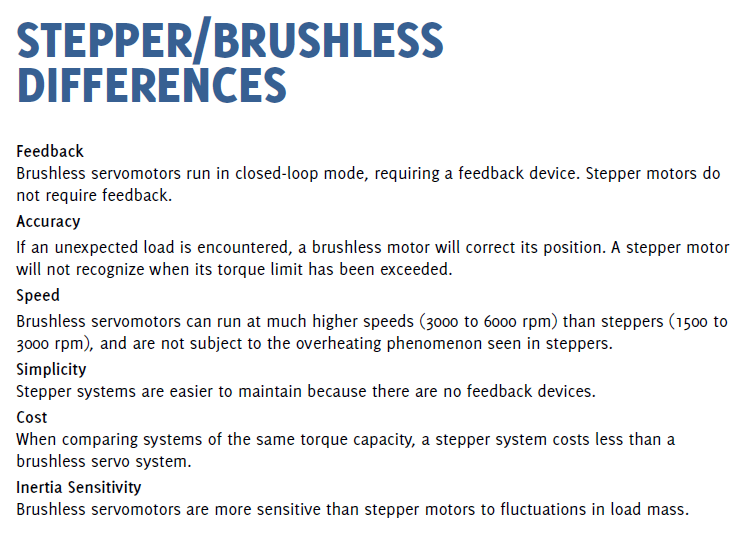 STEPPER/BRUSHLESS
DIFFERENCES
Feedback
Brushless servomotors run in closed-loop mode, requiring a feedback device. Stepper motors do
not require feedback.
Accuracy
If an unexpected load is encountered, a brushless motor will correct its position. A stepper motor
will not recognize when its torque limit has been exceeded.
Speed
Brushless servomotors can run at much higher speeds (3000 to 6000 rpm) than steppers (1500 to
3000 rpm), and are not subject to the overheating phenomenon seen in steppers.
Simplicity
Stepper systems are easier to maintain because there are no feedback devices.
Cost
When comparing systems of the same torque capacity, a stepper system costs less than a
brushless servo system.
Inertia Sensitivity
Brushless servomotors are more sensitive than stepper motors to fluctuations in load mass.